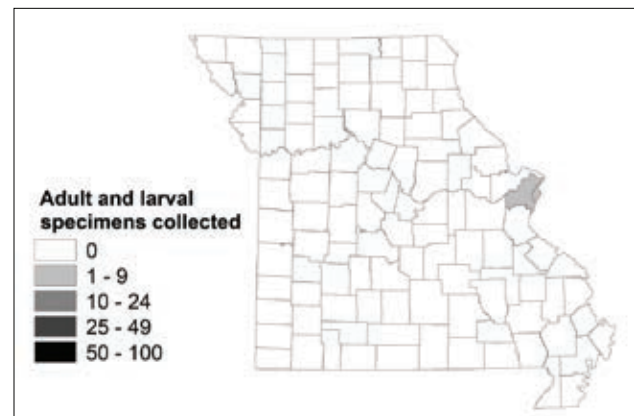 Adult and larval
specimens collected
0
1 - 9
10 - 24
25 - 49
50 - 100